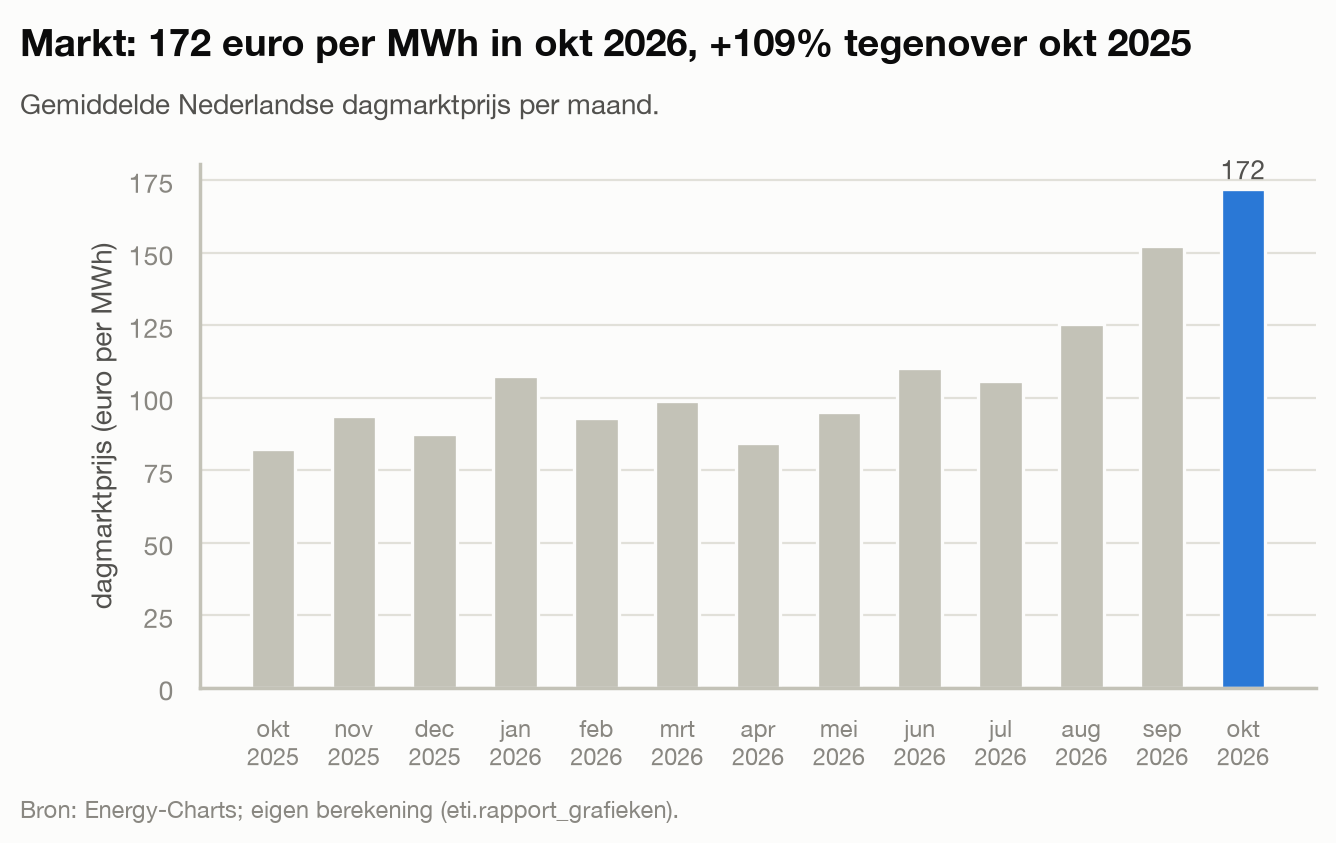 Markt: 172 euro per MWh in okt 2026, +109% tegenover okt 2025
Gemiddelde Nederlandse dagmarktprijs per maand.
dagmarktprijs (euro per MWh)
175
150
125
100
75
50
25
0
172
okt 2025
nov 2025
dec 2025
jan 2026
feb 2026
mrt 2026
apr 2026
mei 2026
jun 2026
jul 2026
aug 2026
sep 2026
okt 2026
Bron: Energy-Charts; eigen berekening (eti.rapport_grafieken).